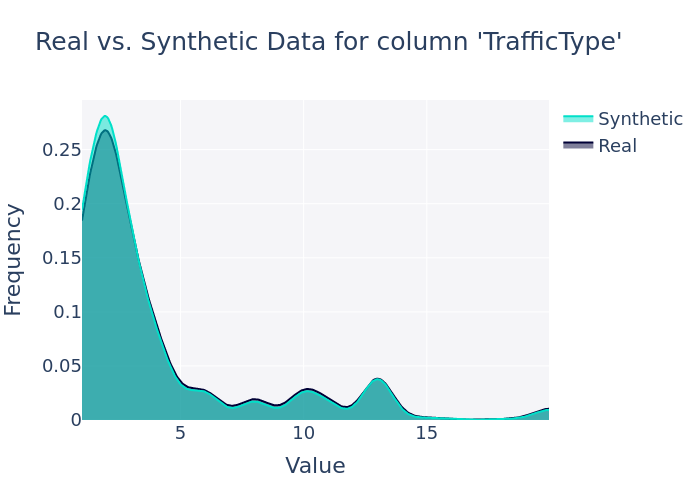 Real vs. Synthetic Data for column 'TrafficType'
Synthetic
Real
Frequency
0.25
0.2
0.15
0.1
0.05
0
5
10
15
Value